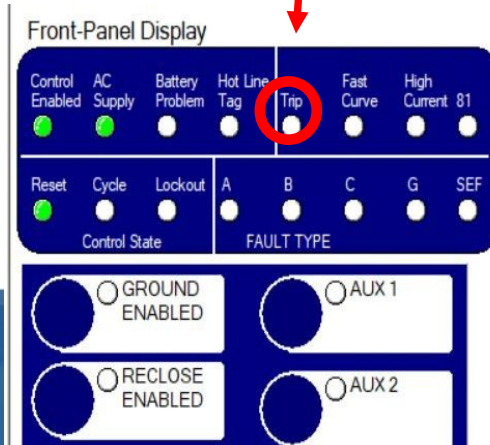 Front-Panel Display
Control AC Battery Hot Line Fast High
Enabled Supply Problem Tag Trip Curve Current 81
Reset Cycle Lockout A B C G SEF
Control State FAULT TYPE
GROUND
ENABLED
AUX 1
RECLOSE
ENABLED
AUX 2